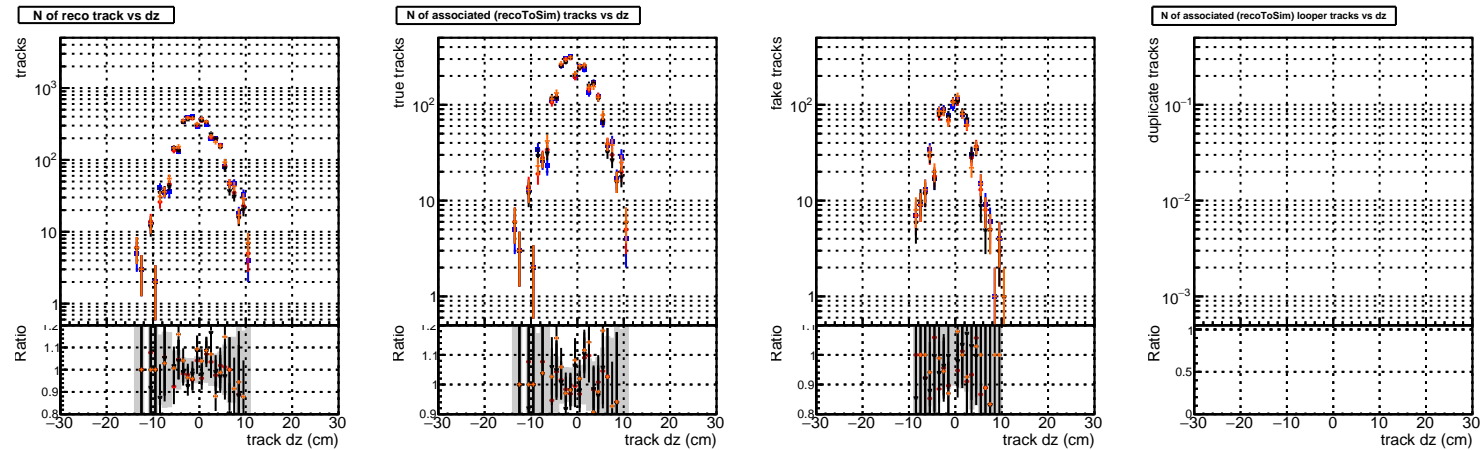 N of reco track vs dz
tracks
10³
10²
10
1
Ratio
1.2
1.1
1
0.9
0.8
−30 −20 −10 0 10 20 30
track dz (cm)
N of associated (recoToSim) tracks vs dz
true tracks
10²
10
1
Ratio
1.2
1.1
1
0.9
−30 −20 −10 0 10 20 30
track dz (cm)
fake tracks
10²
10
1
Ratio
1.1
1
0.9
−30 −20 −10 0 10 20 30
track dz (cm)
N of associated (recoToSim) looper tracks vs dz
duplicate tracks
10⁻¹
10⁻²
10⁻³
Ratio
1
0.5
0
−30 −20 −10 0 10 20 30
track dz (cm)